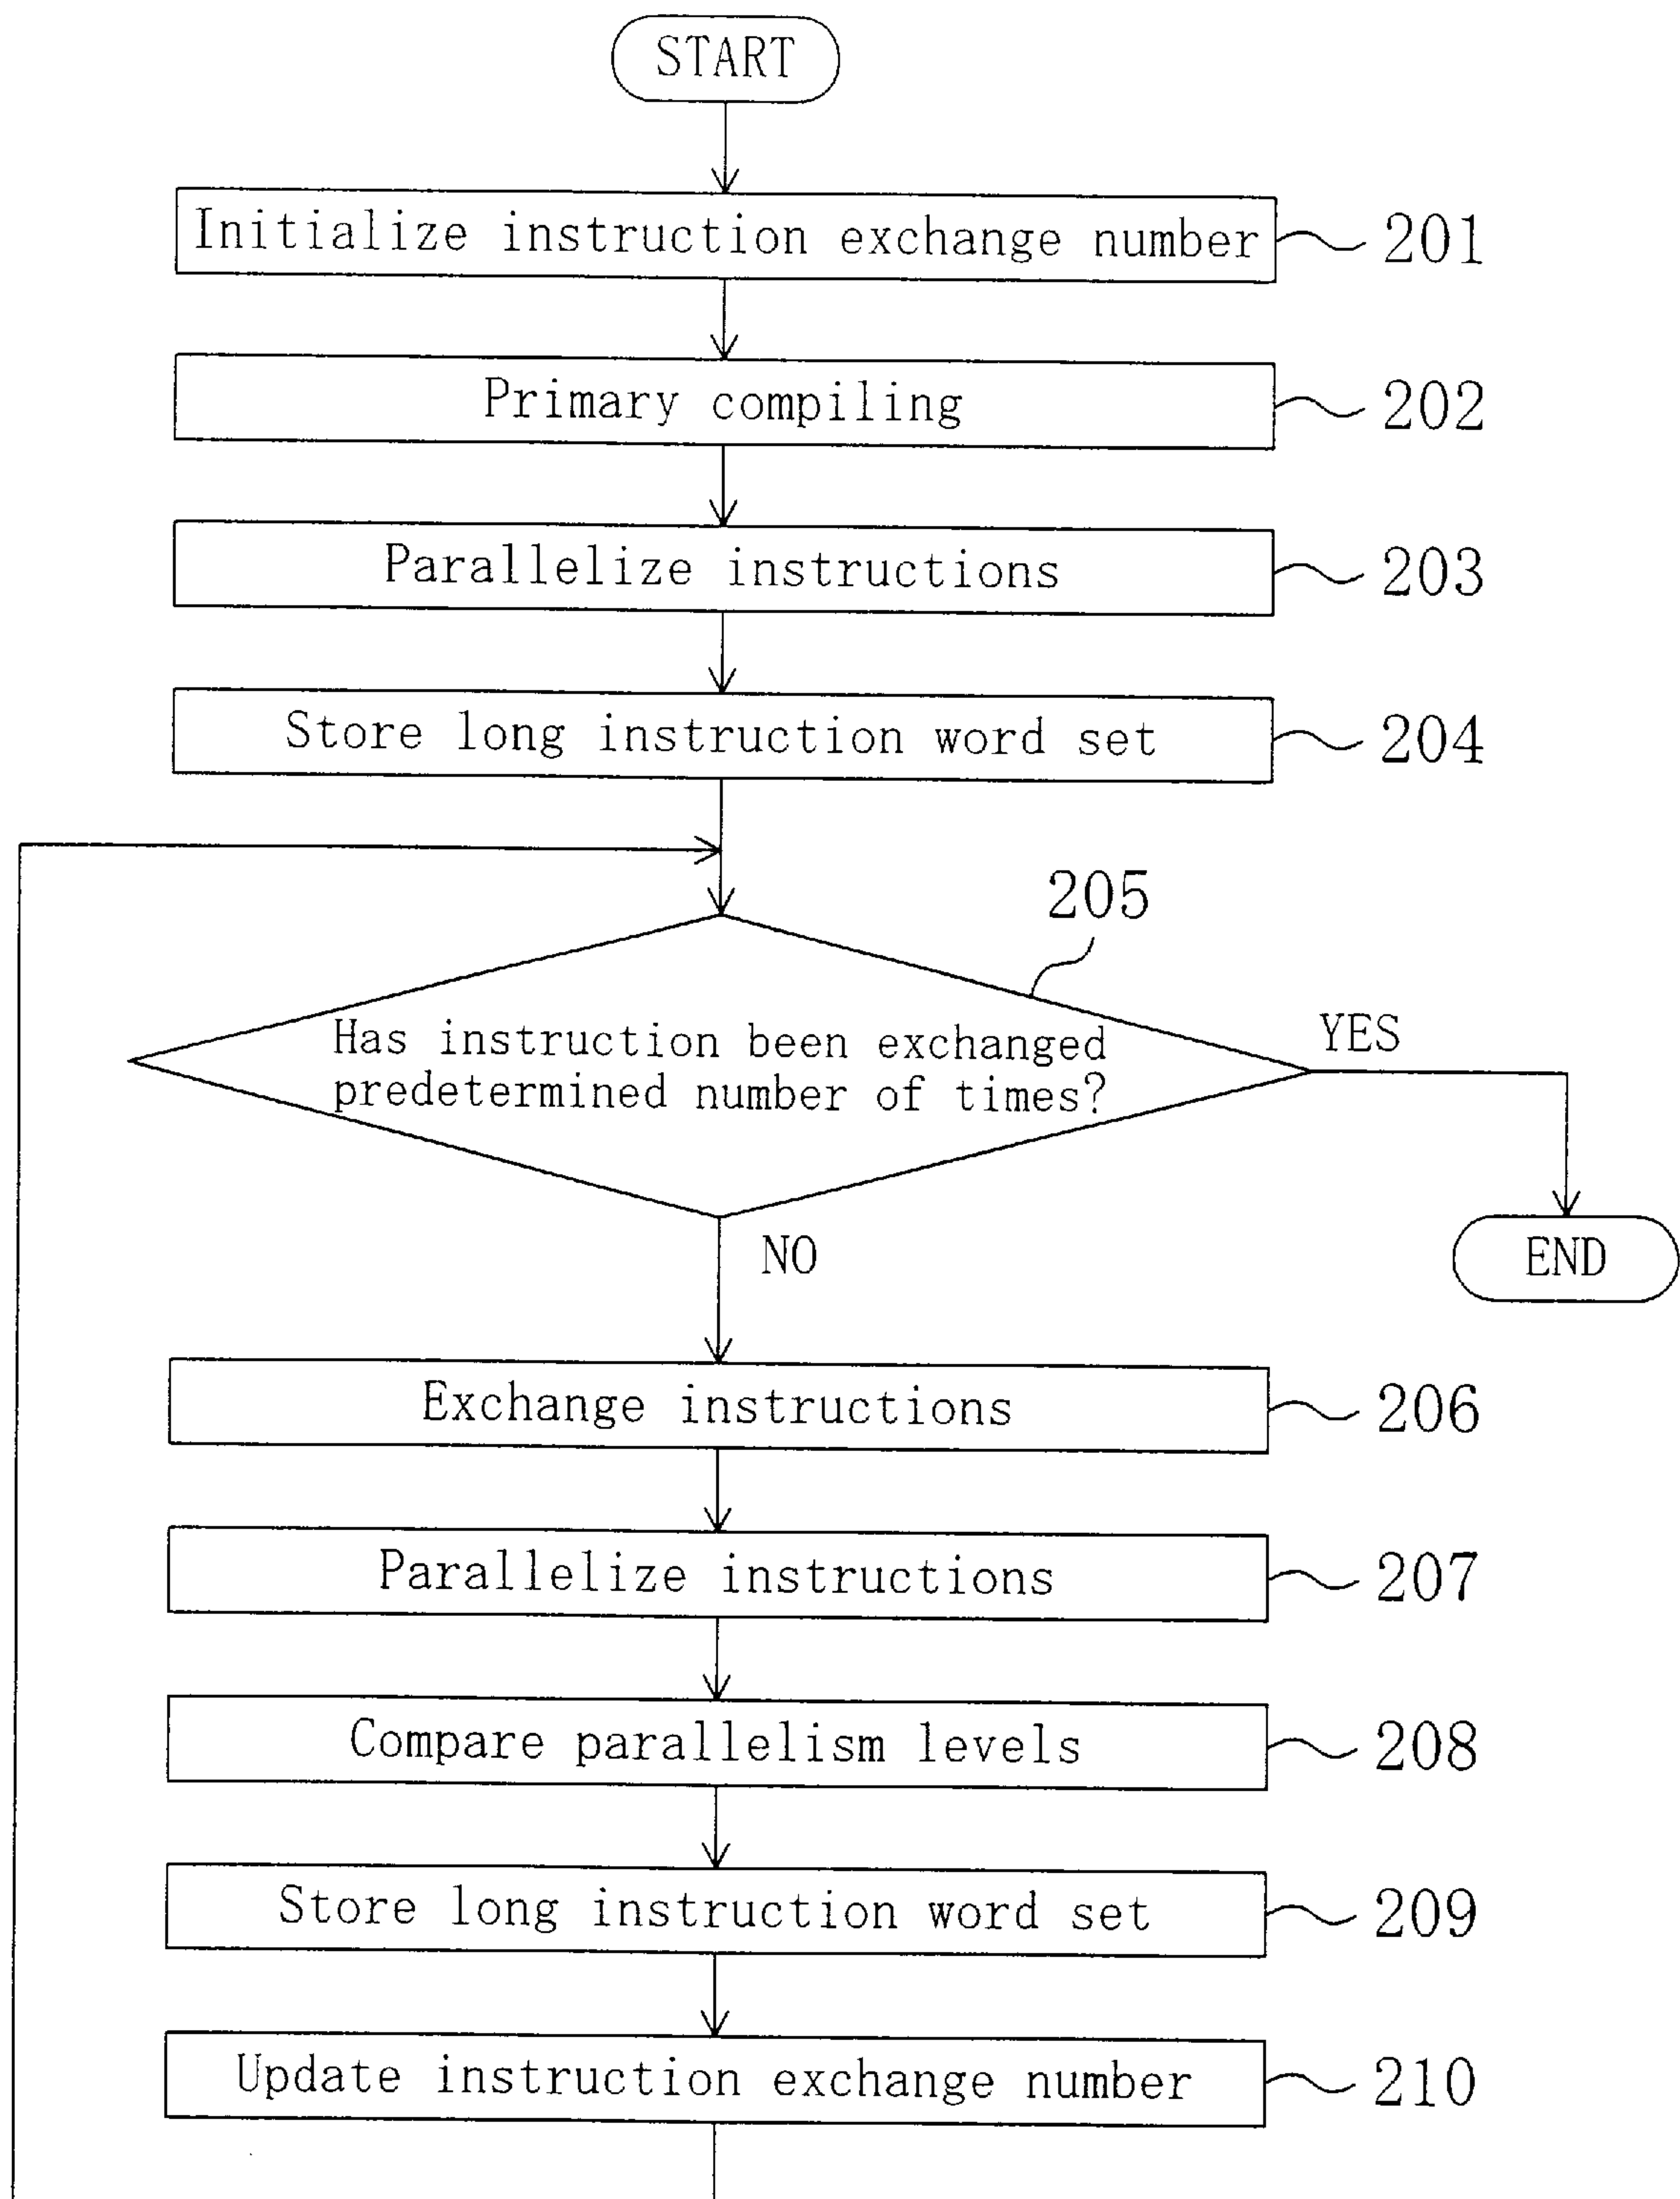 START
Initialize instruction exchange number
201
Primary compiling
202
Parallelize instructions
203
Store long instruction word set
204
205
Has instruction been exchanged
predetermined number of times?
YES
NO
END
Exchange instructions
206
Parallelize instructions
207
Compare parallelism levels
208
Store long instruction word set
209
Update instruction exchange number
210